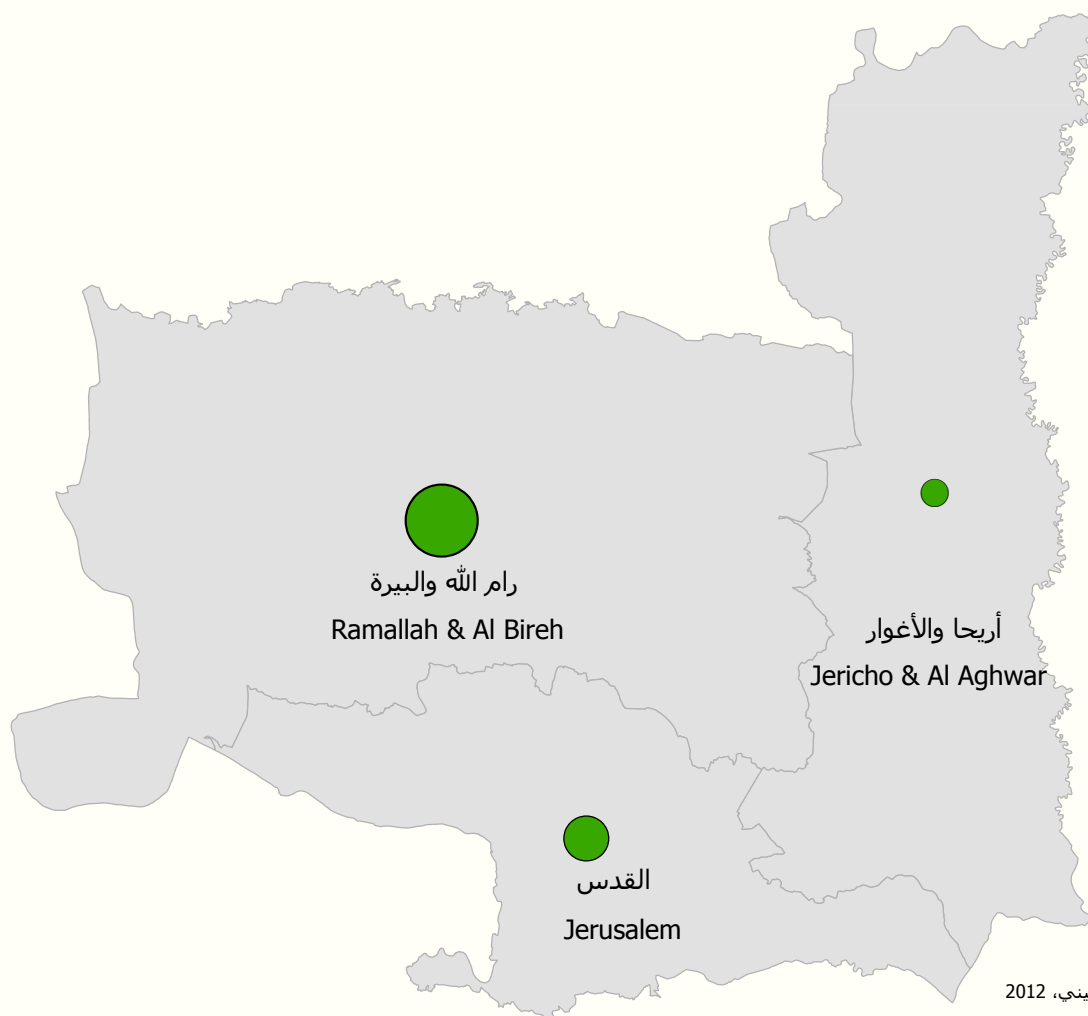 رام الله والبيرة
Ramallah & Al Bireh
أريحا والأغوار
Jericho & Al Aghwar
القدس
Jerusalem
2012